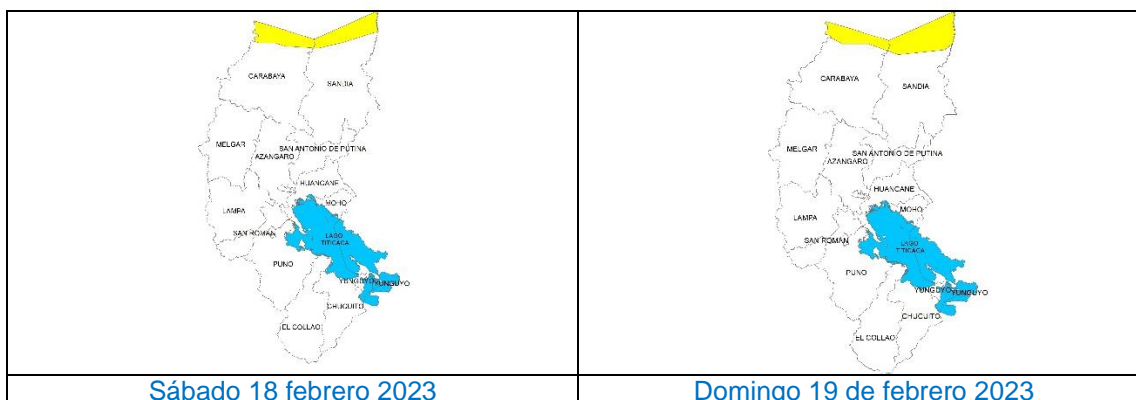 CARABAYA
SANDIA
MELGAR
SAN ANTONIO DE PUTINA
AZANGARO
HUANCANE
MOHO
LAMPA
SAN ROMAN
LAGO
TITICACA
PUNO
YUNGUYO
YUNGUYO
CHUCUITO
EL COLLAO
Sábado 18 febrero 2023
CARABAYA
SANDIA
MELGAR
SAN ANTONIO DE PUTINA
AZANGARO
HUANCANE
MOHO
LAMPA
SAN ROMAN
LAGO
TITICACA
PUNO
YUNGUYO
YUNGUYO
CHUCUITO
EL COLLAO
Domingo 19 de febrero 2023